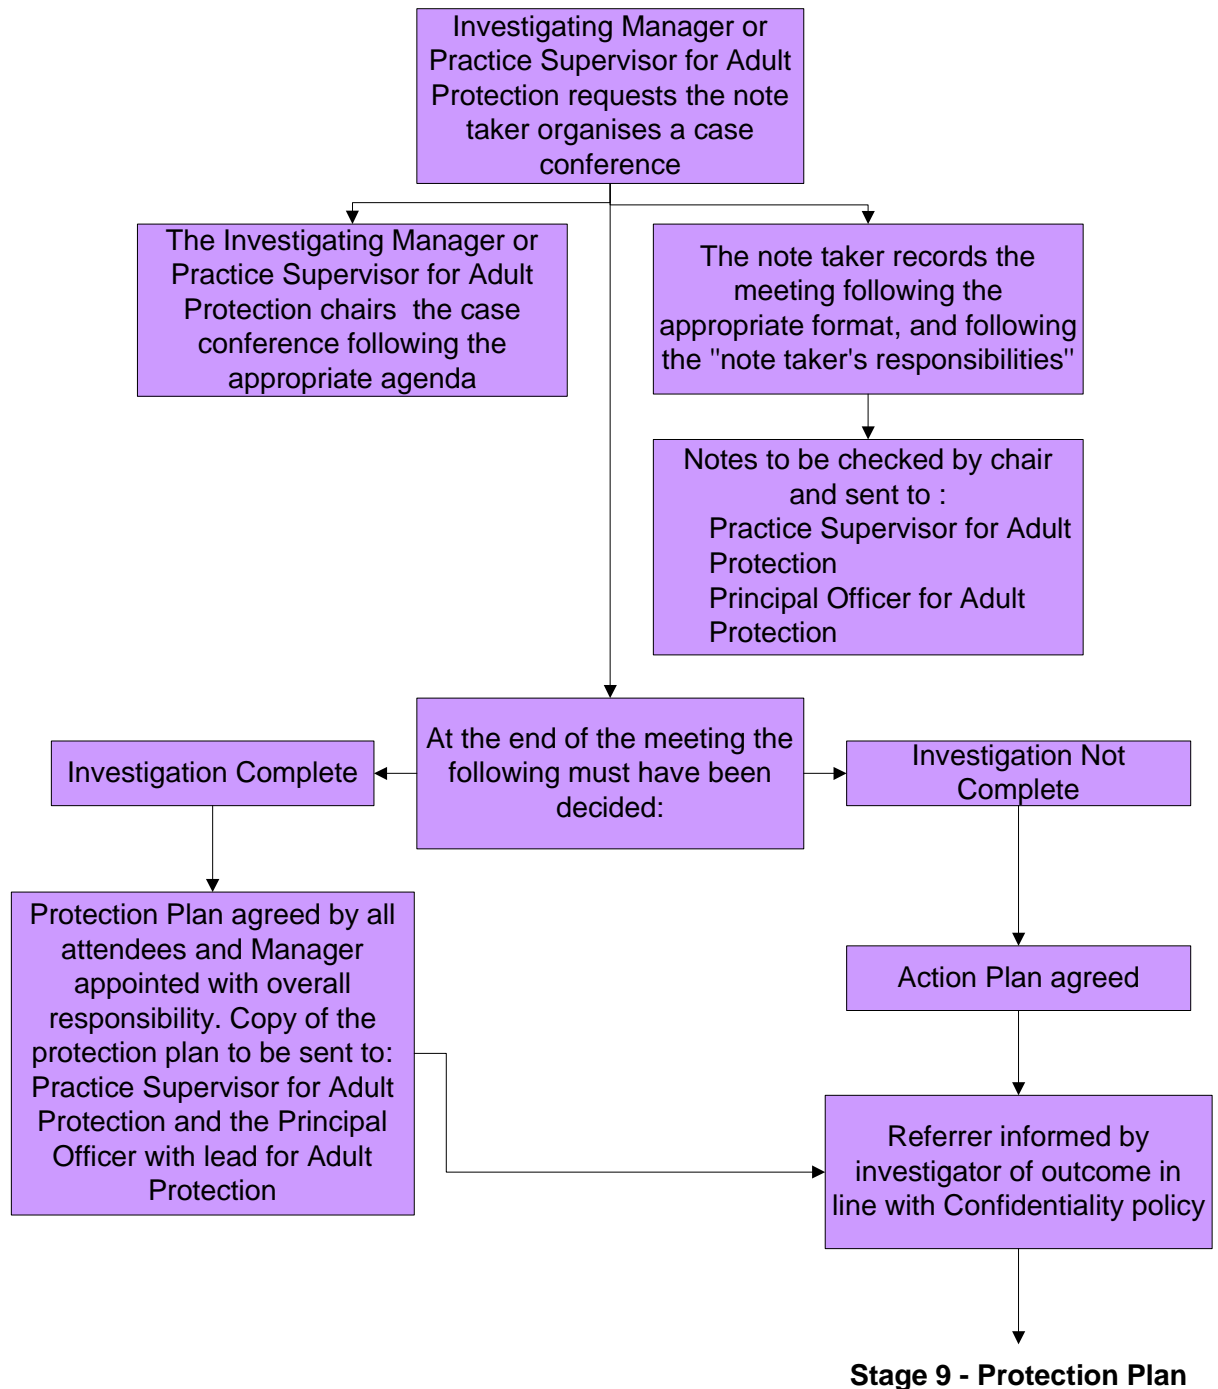 Investigating Manager or
Practice Supervisor for Adult
Protection requests the note
taker organises a case
conference
The Investigating Manager or
Practice Supervisor for Adult
Protection chairs  the case
conference following the
appropriate agenda
The note taker records the
meeting following the
appropriate format, and following
the "note taker's responsibilities"
Notes to be checked by chair
and sent to :
Practice Supervisor for Adult
Protection
Principal Officer for Adult
Protection
At the end of the meeting the
following must have been
decided:
Investigation Complete
Investigation Not
Complete
Protection Plan agreed by all
attendees and Manager
appointed with overall
responsibility. Copy of the
protection plan to be sent to:
Practice Supervisor for Adult
Protection and the Principal
Officer with lead for Adult
Protection
Action Plan agreed
Referrer informed by
investigator of outcome in
line with Confidentiality policy
Stage 9 - Protection Plan